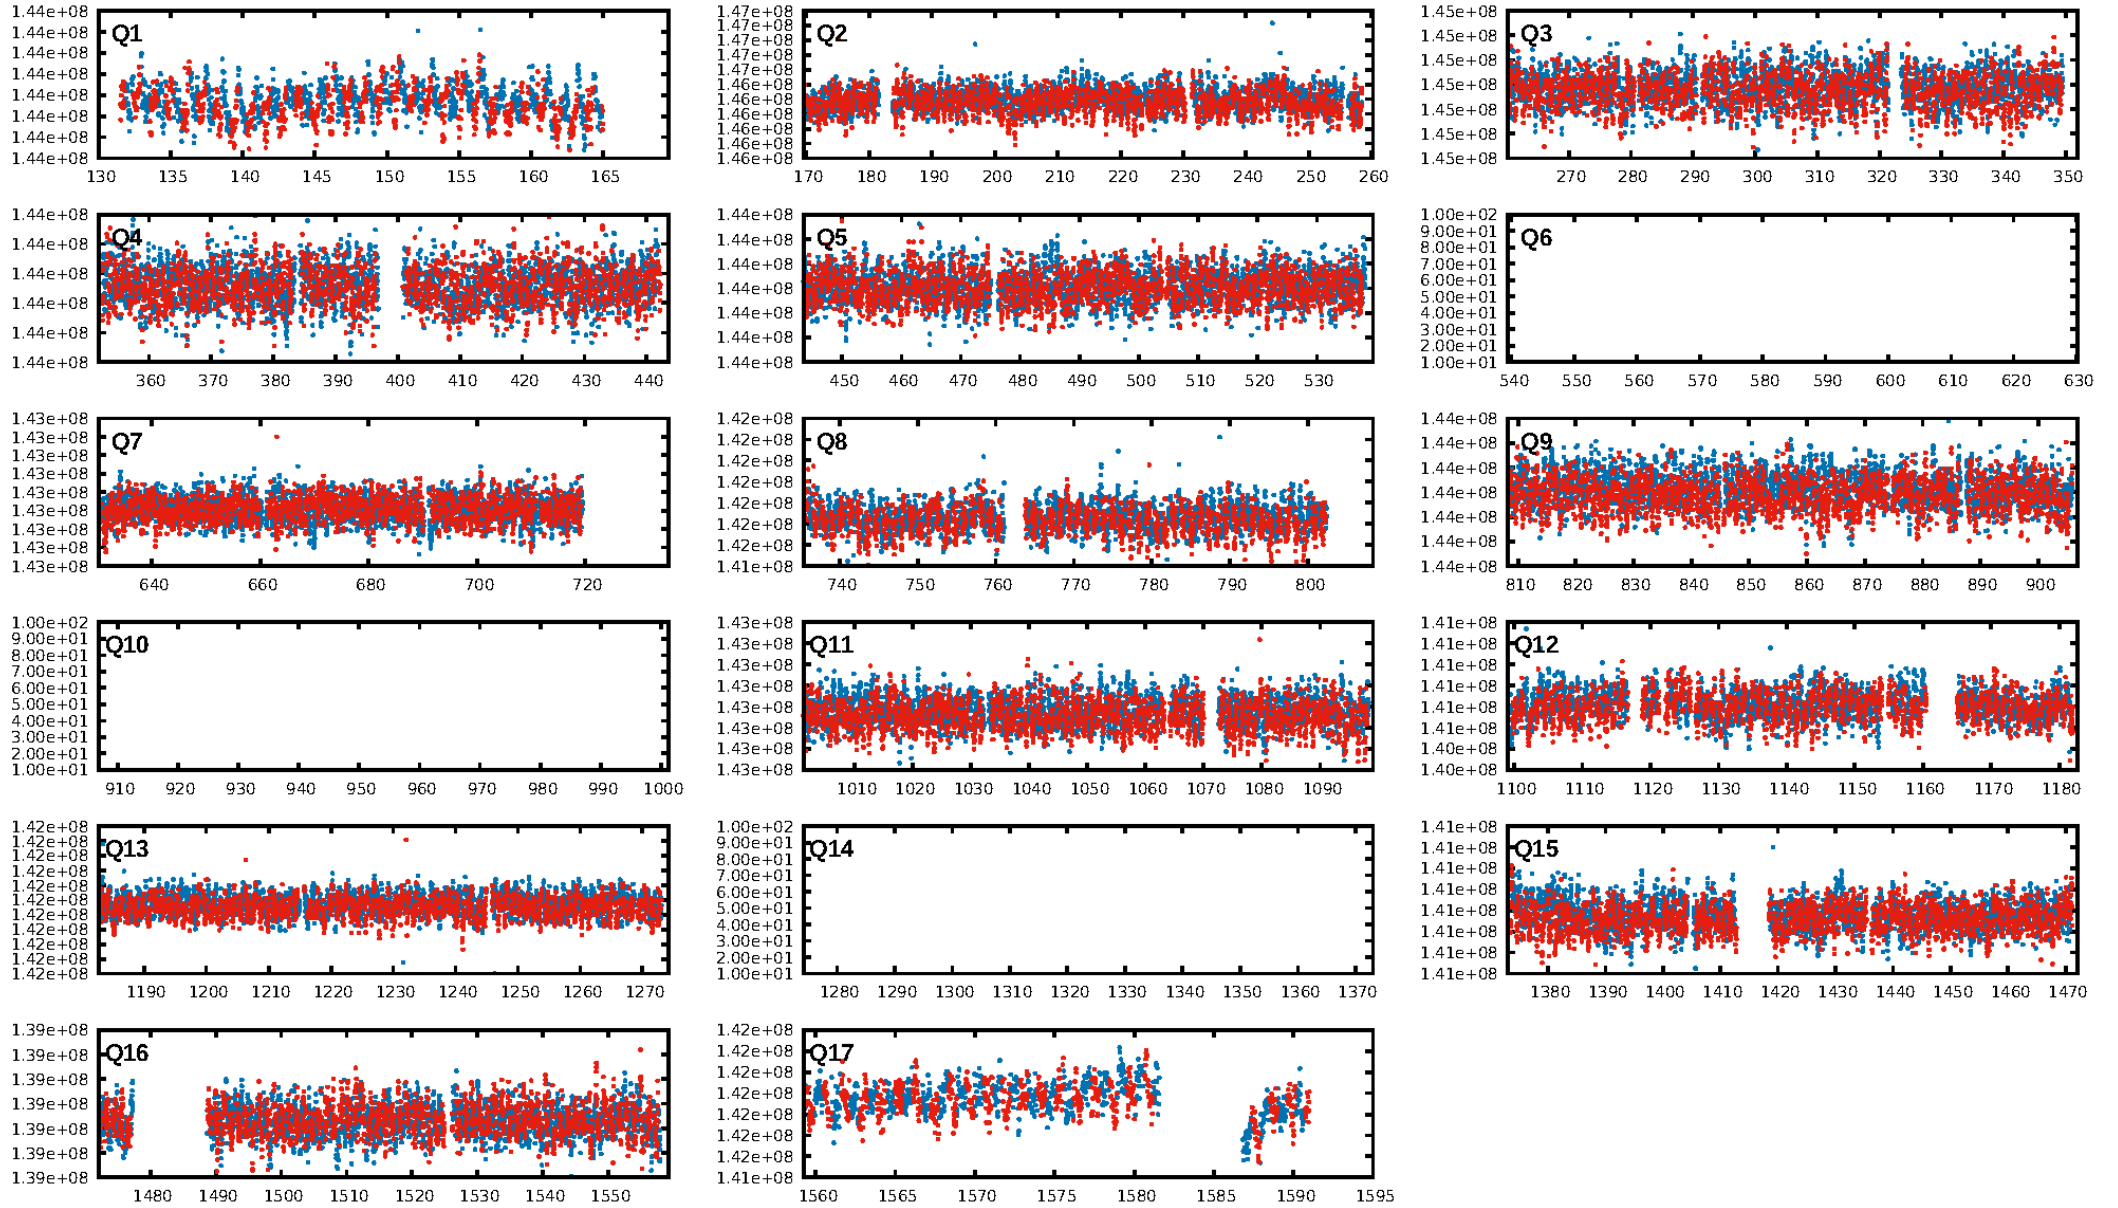 1.44e+08 1.44e+08 1.44e+08 1.44e+08 1.44e+08 1.44e+08 1.44e+08 1.44e+08
Q1
130 135 140 145 150 155 160 165
1.47e+08 1.47e+08 1.47e+08 1.47e+08 1.47e+08 1.46e+08 1.46e+08 1.46e+08 1.46e+08 1.46e+08 1.46e+08
Q2
170 180 190 200 210 220 230 240 250 260
1.45e+08 1.45e+08 1.45e+08 1.45e+08 1.45e+08 1.45e+08 1.45e+08
Q3
270 280 290 300 310 320 330 340 350
1.44e+08 1.44e+08 1.44e+08 1.44e+08 1.44e+08 1.44e+08
Q4
360 370 380 390 400 410 420 430 440
1.44e+08 1.44e+08 1.44e+08 1.44e+08 1.44e+08 1.44e+08 1.44e+08
Q5
450 460 470 480 490 500 510 520 530
1.00e+02 9.00e+01 8.00e+01 7.00e+01 6.00e+01 5.00e+01 4.00e+01 3.00e+01 2.00e+01 1.00e+01
Q6
540 550 560 570 580 590 600 610 620 630
1.43e+08 1.43e+08 1.43e+08 1.43e+08 1.43e+08 1.43e+08 1.43e+08 1.43e+08 1.43e+08
Q7
640 660 680 700 720
1.42e+08 1.42e+08 1.42e+08 1.42e+08 1.42e+08 1.42e+08 1.42e+08 1.41e+08
Q8
740 750 760 770 780 790 800
1.44e+08 1.44e+08 1.44e+08 1.44e+08 1.44e+08 1.44e+08 1.44e+08
Q9
810 820 830 840 850 860 870 880 890 900
1.00e+02 9.00e+01 8.00e+01 7.00e+01 6.00e+01 5.00e+01 4.00e+01 3.00e+01 2.00e+01 1.00e+01
Q10
910 920 930 940 950 960 970 980 990 1000
1.43e+08 1.43e+08 1.43e+08 1.43e+08 1.43e+08 1.43e+08 1.43e+08 1.43e+08
Q11
1010 1020 1030 1040 1050 1060 1070 1080 1090
1.41e+08 1.41e+08 1.41e+08 1.41e+08 1.41e+08 1.41e+08 1.40e+08 1.40e+08
Q12
1100 1110 1120 1130 1140 1150 1160 1170 1180
1.42e+08 1.42e+08 1.42e+08 1.42e+08 1.42e+08 1.42e+08 1.42e+08 1.42e+08 1.42e+08 1.42e+08 1.42e+08
Q13
1190 1200 1210 1220 1230 1240 1250 1260 1270
1.00e+02 9.00e+01 8.00e+01 7.00e+01 6.00e+01 5.00e+01 4.00e+01 3.00e+01 2.00e+01 1.00e+01
Q14
1280 1290 1300 1310 1320 1330 1340 1350 1360 1370
1.41e+08 1.41e+08 1.41e+08 1.41e+08 1.41e+08 1.41e+08 1.41e+08 1.41e+08
Q15
1380 1390 1400 1410 1420 1430 1440 1450 1460 1470
1.39e+08 1.39e+08 1.39e+08 1.39e+08 1.39e+08 1.39e+08 1.39e+08
Q16
1480 1490 1500 1510 1520 1530 1540 1550
1.42e+08 1.42e+08 1.42e+08 1.42e+08 1.42e+08 1.42e+08 1.42e+08 1.41e+08
Q17
1560 1565 1570 1575 1580 1585 1590 1595